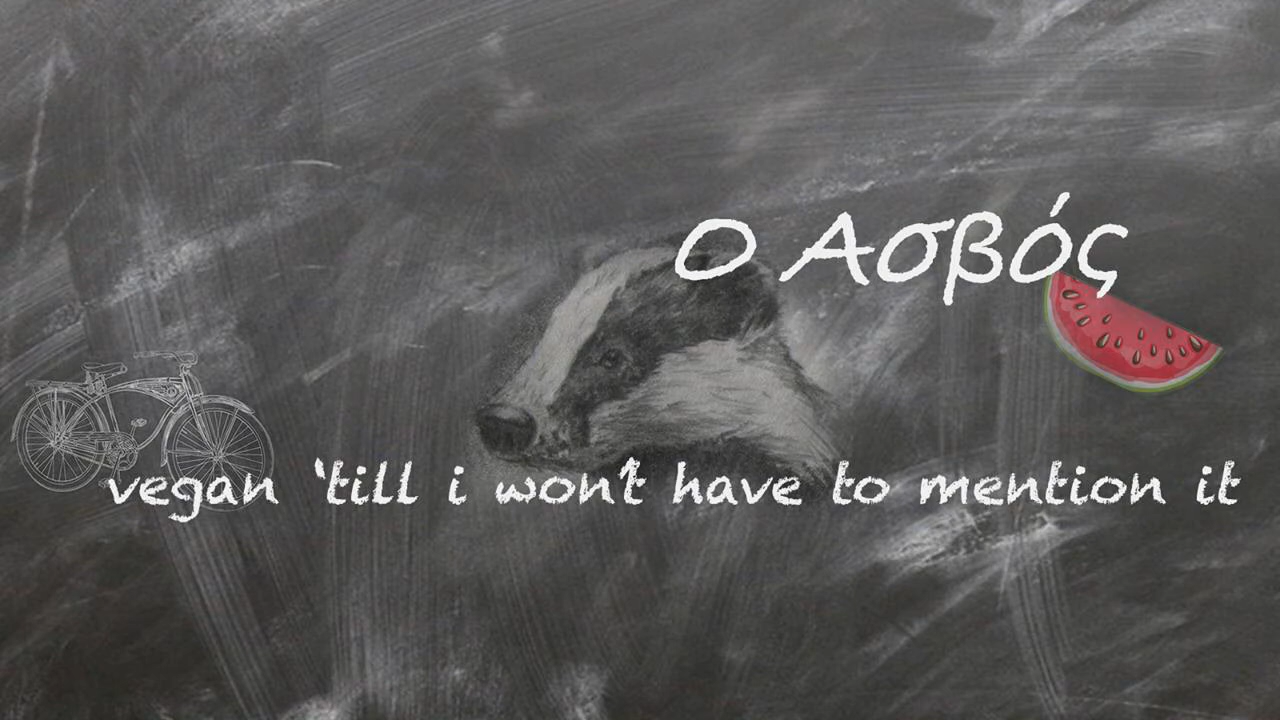 Ο Ασβός
vegan 'till i won't have to mention it